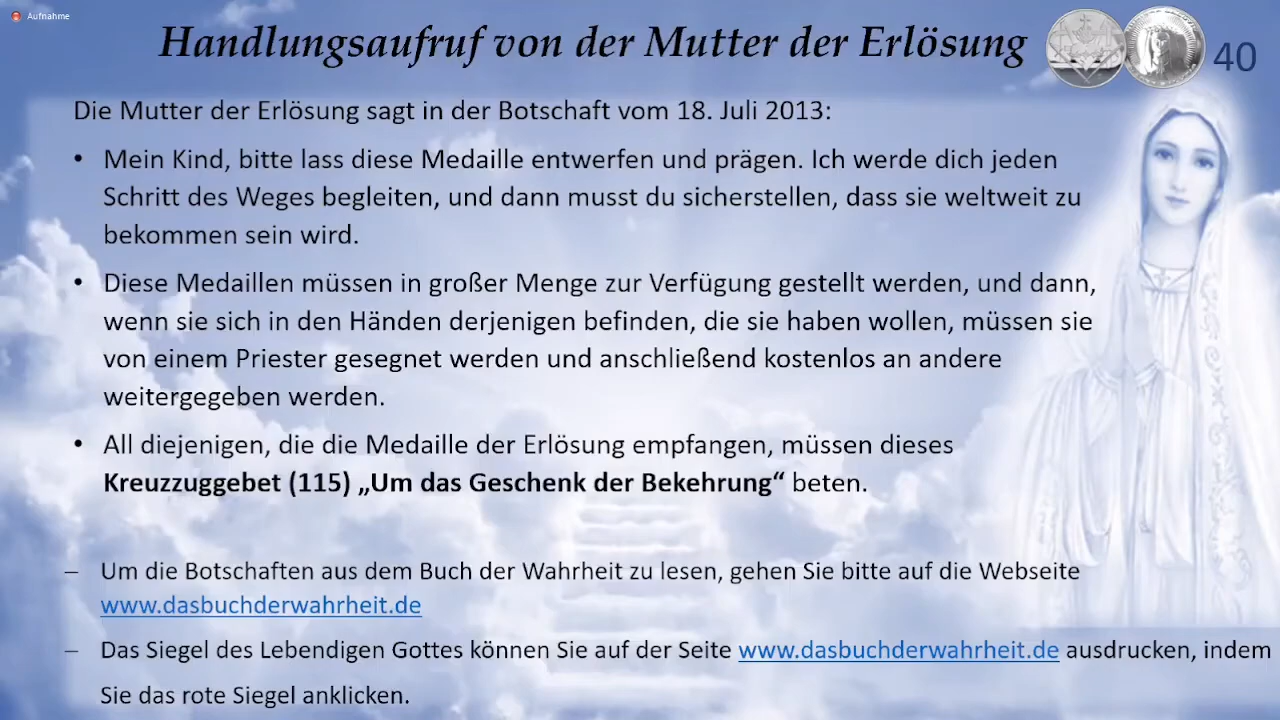 Aufnahme
Handlungsaufruf von der Mutter der Erlösung
40
Die Mutter der Erlösung sagt in der Botschaft vom 18. Juli 2013:
• Mein Kind, bitte lass diese Medaille entwerfen und prägen. Ich werde dich jeden
Schritt des Weges begleiten, und dann musst du sicherstellen, dass sie weltweit zu
bekommen sein wird.
• Diese Medaillen müssen in großer Menge zur Verfügung gestellt werden, und dann,
wenn sie sich in den Händen derjenigen befinden, die sie haben wollen, müssen sie
von einem Priester gesegnet werden und anschließend kostenlos an andere
weitergegeben werden.
• All diejenigen, die die Medaille der Erlösung empfangen, müssen dieses
Kreuzzuggebet (115) „Um das Geschenk der Bekehrung“ beten.
– Um die Botschaften aus dem Buch der Wahrheit zu lesen, gehen Sie bitte auf die Webseite
www.dasbuchderwahrheit.de
– Das Siegel des Lebendigen Gottes können Sie auf der Seite www.dasbuchderwahrheit.de ausdrucken, indem
Sie das rote Siegel anklicken.